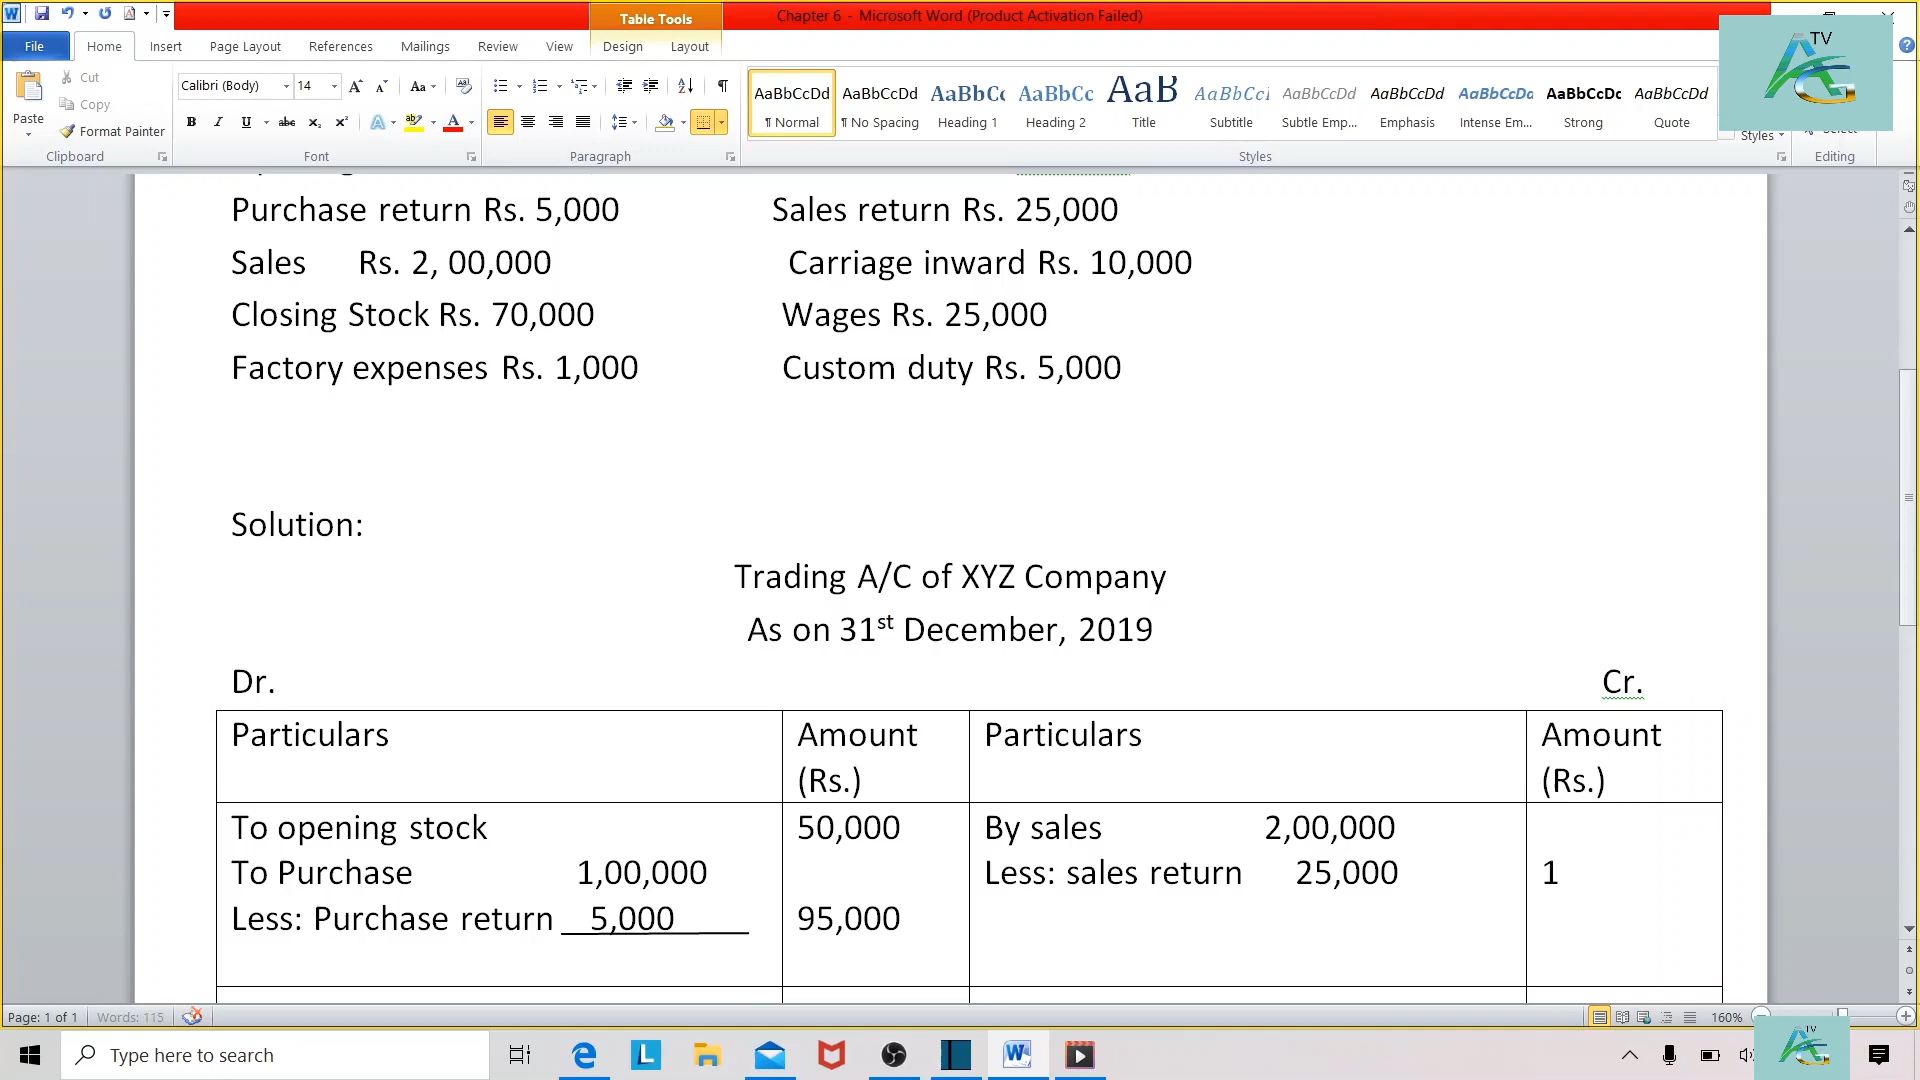 Chapter 6 - Microsoft Word (Product Activation Failed)
Table Tools
File Home Insert Page Layout References Mailings Review View Design Layout
Cut
Copy
Format Painter
Paste
Clipboard
Calibri (Body) 14
Font
Paragraph
AaBbCcDd AaBbCcDd AaBbCc AaBbCc AaB AaBbCcl AaBbCcDd AaBbCcDd AaBbCcDd AaBbCcDc AaBbCcDd
¶ Normal ¶ No Spacing Heading 1 Heading 2 Title Subtitle Subtle Emp... Emphasis Intense Em... Strong Quote
Styles
Styles
Select
Editing
TV
Purchase return Rs. 5,000 Sales return Rs. 25,000
Sales Rs. 2, 00,000 Carriage inward Rs. 10,000
Closing Stock Rs. 70,000 Wages Rs. 25,000
Factory expenses Rs. 1,000 Custom duty Rs. 5,000
Solution:
Trading A/C of XYZ Company
As on 31st December, 2019
Dr. Cr.
Particulars Amount (Rs.) Particulars Amount (Rs.)
To opening stock 50,000 By sales 2,00,000
To Purchase 1,00,000 Less: sales return 25,000 1
Less: Purchase return 5,000 95,000
Page: 1 of 1 Words: 115 160%
Type here to search
TV